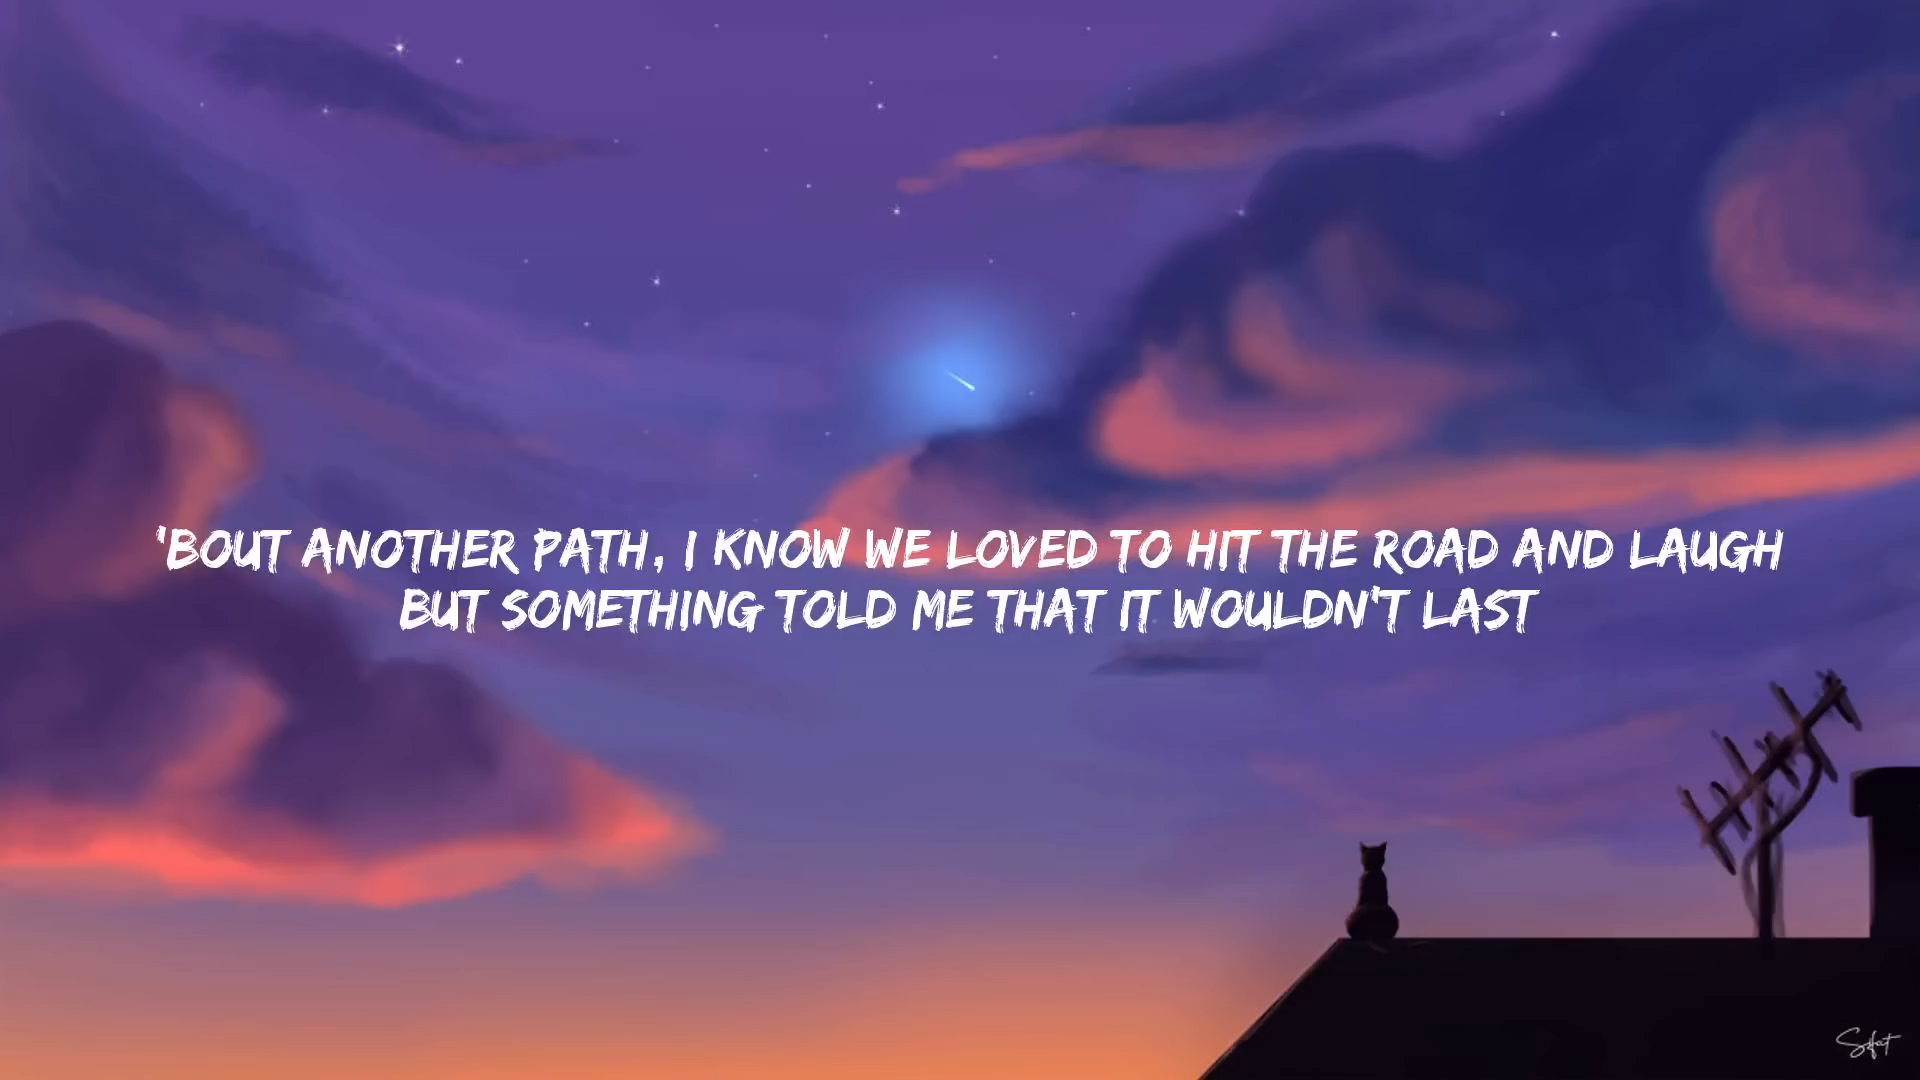 'BOUT ANOTHER PATH, I KNOW WE LOVED TO HIT THE ROAD AND LAUGH
BUT SOMETHING TOLD ME THAT IT WOULDN'T LAST